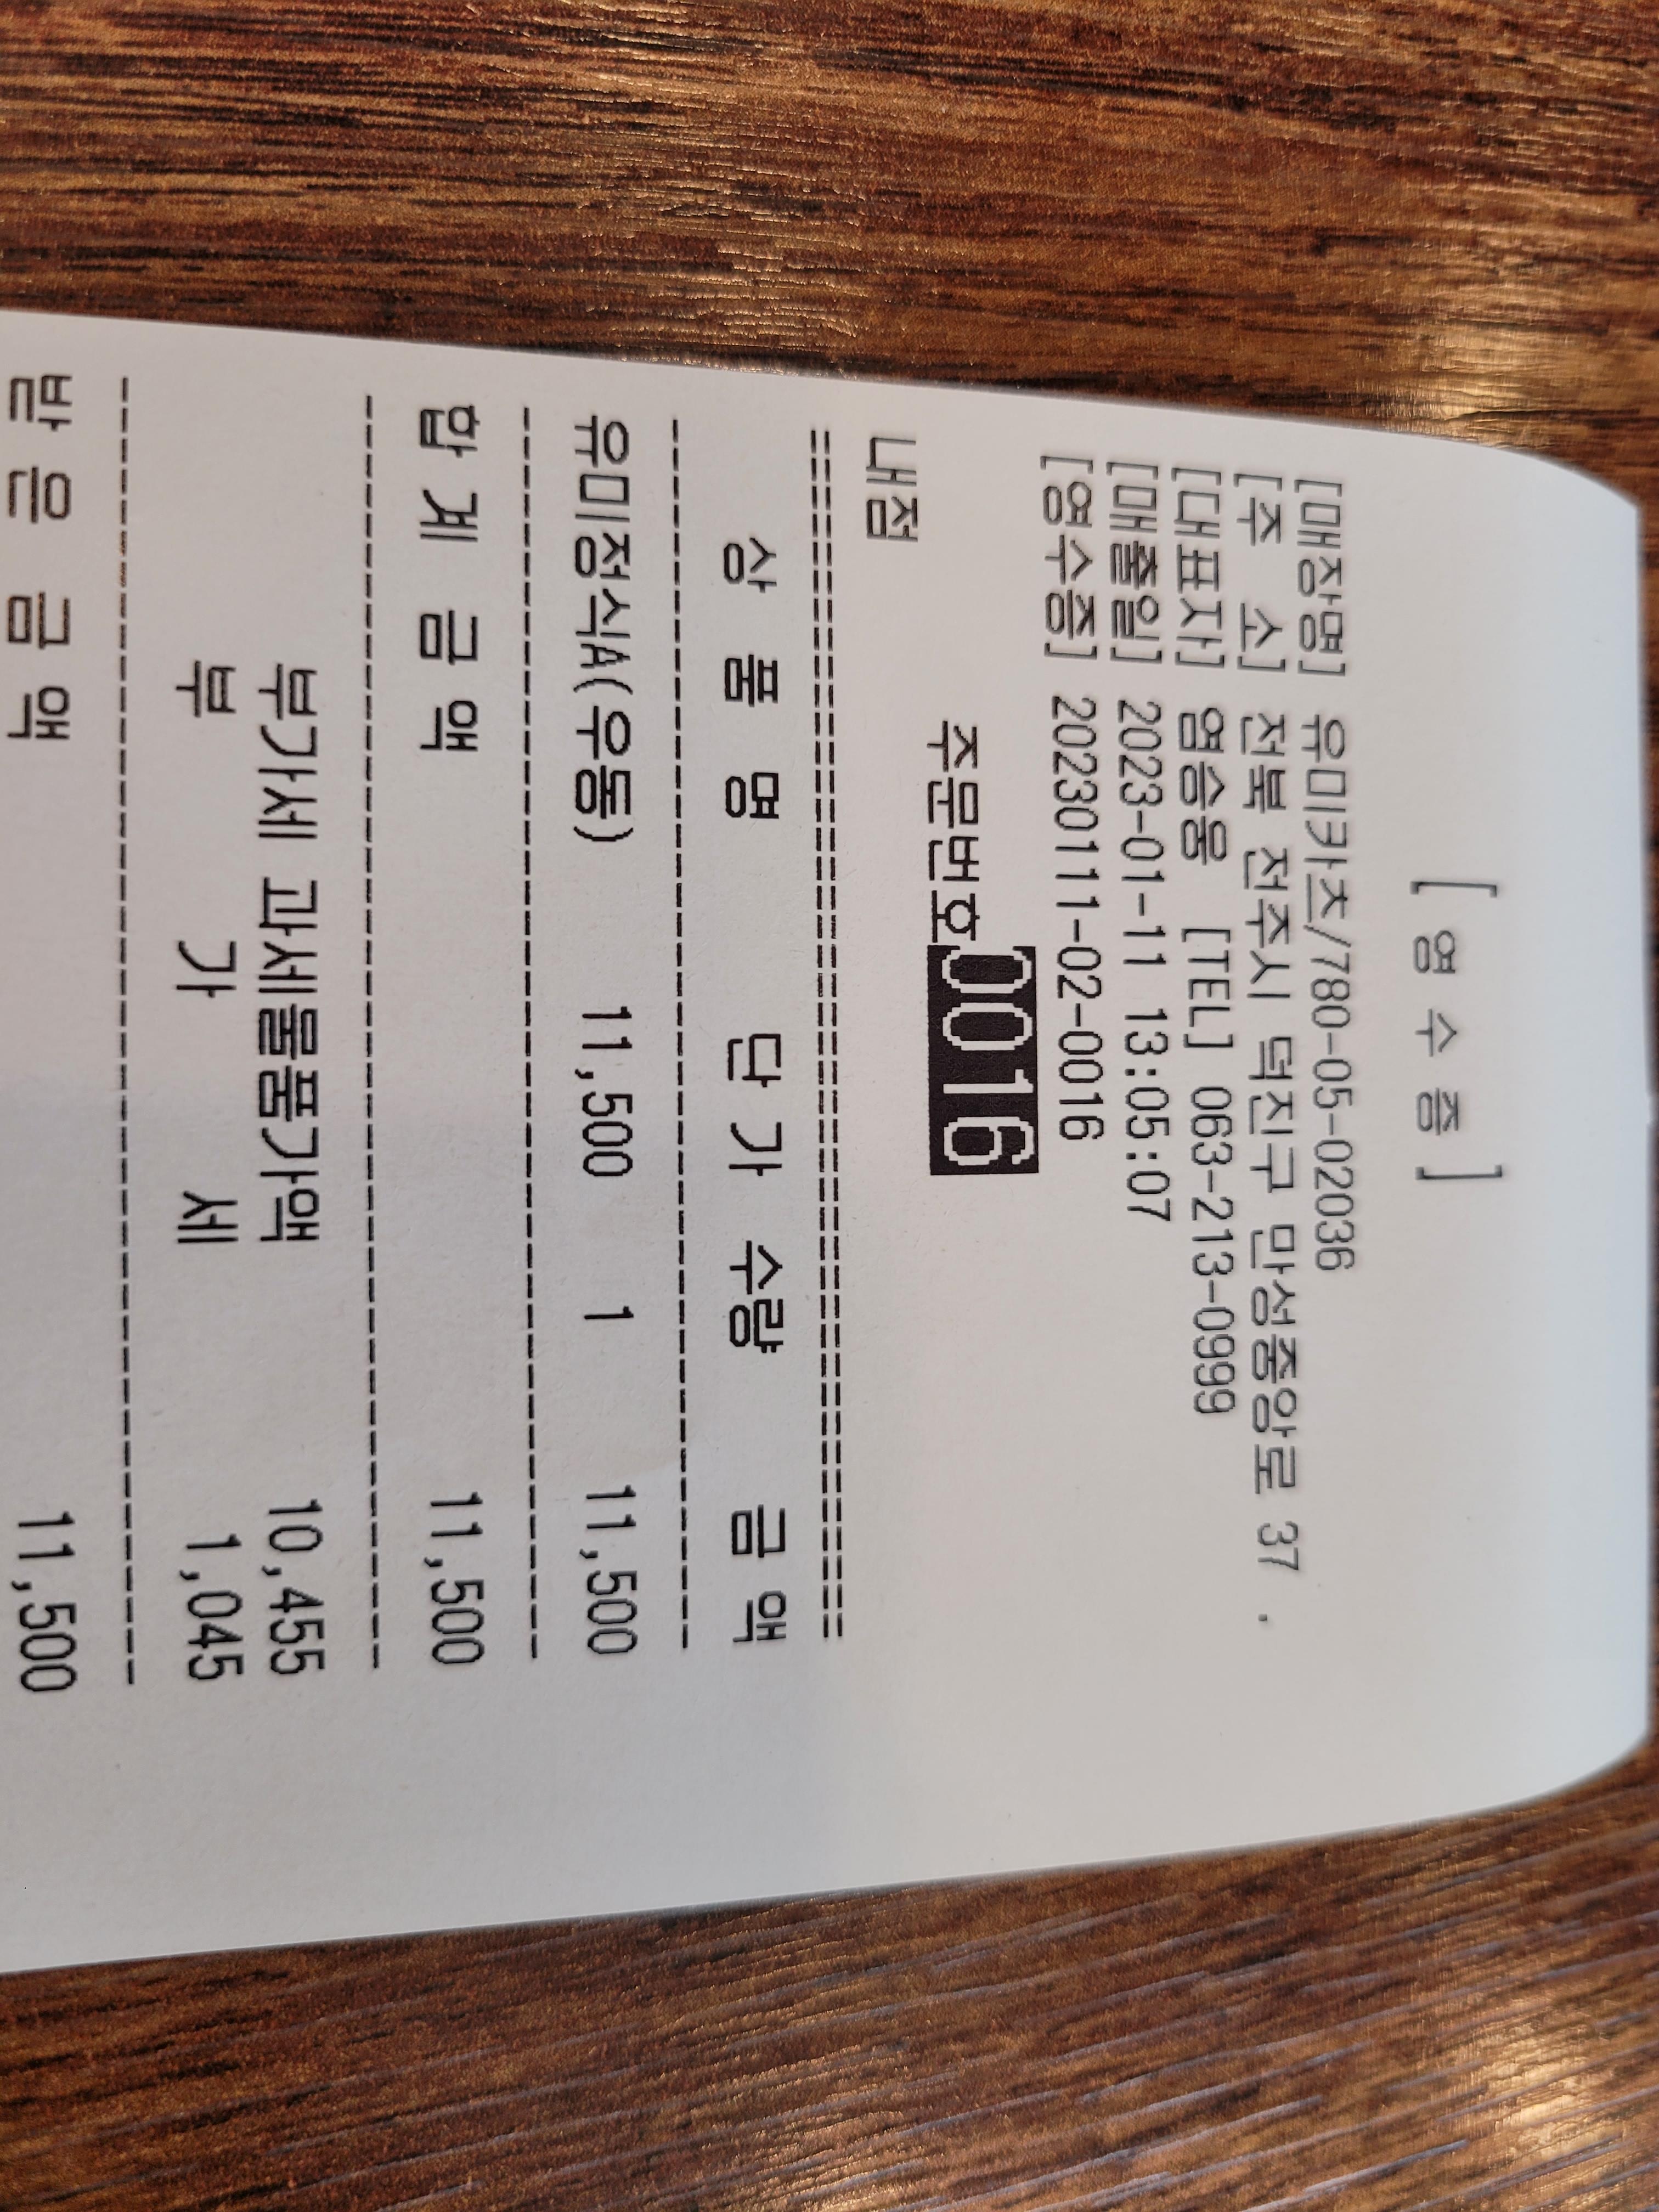 [ 영 수 증 ]
[매장명] 유미카츠/780-05-02036
[주 소] 전북 전주시 덕진구 만성중앙로 37 .
[대표자] 염승웅 [TEL] 063-213-0999
[매출일] 2023-01-11 13:05:07
[영수증] 20230111-02-0016
주문번호 0016
내점
==========================================
상 품 명 단 가 수량 금 액
------------------------------------------
유미정식A(우동) 11,500 1 11,500
------------------------------------------
합 계 금 액 11,500
------------------------------------------
부가세 과세물품가액 10,455
부 가 세 1,045
------------------------------------------
받 은 금 액 11,500